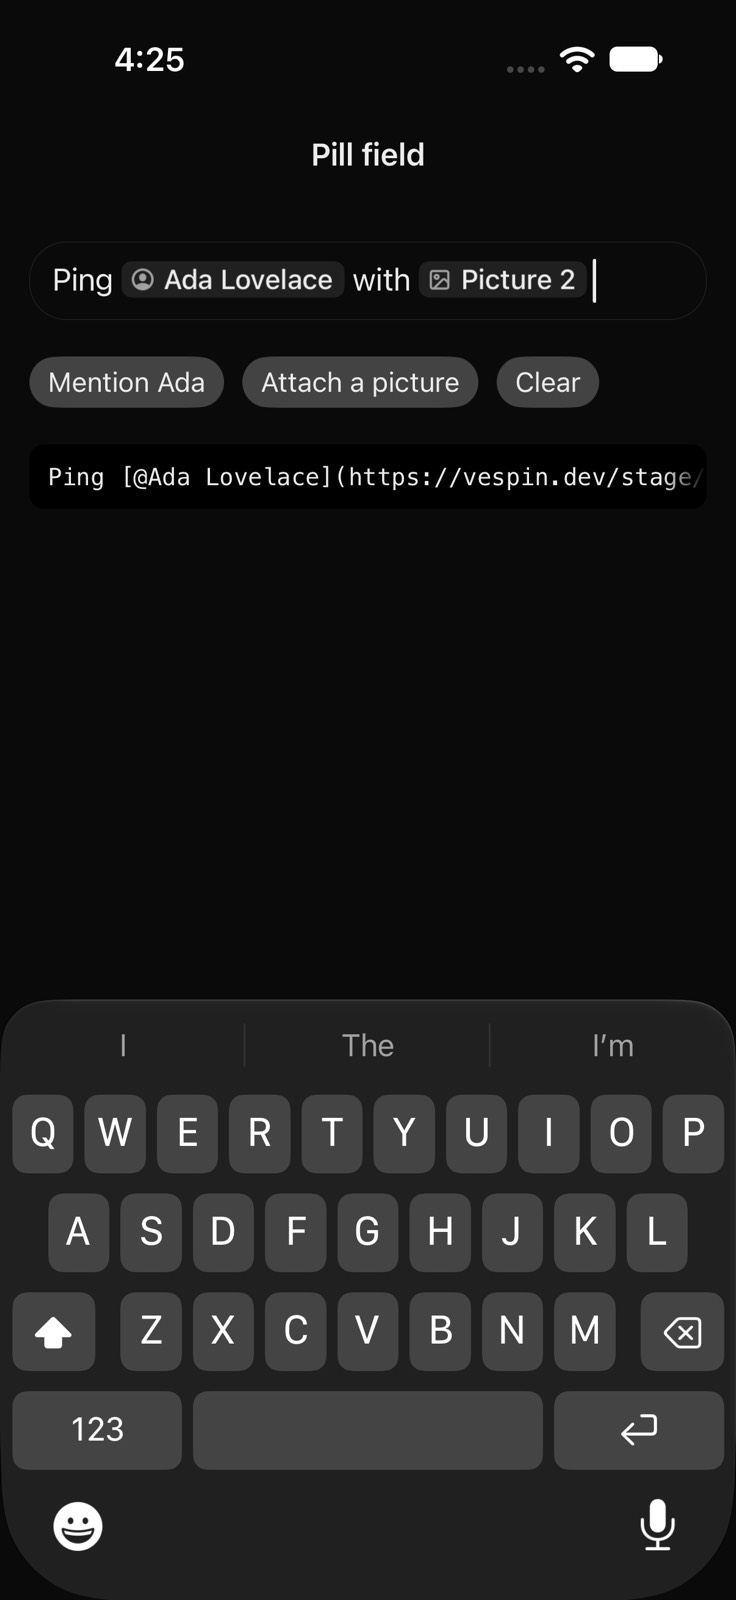 4:25
Pill field
Ping Ada Lovelace with Picture 2
Mention Ada Attach a picture Clear
Ping [@Ada Lovelace](https://vespin.dev/stage/
I The I’m
Q W E R T Y U I O P
A S D F G H J K L
Z X C V B N M
123